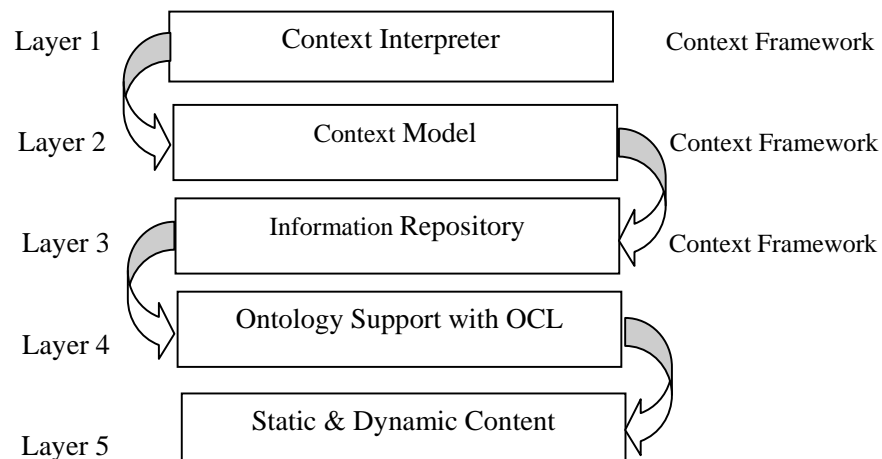 Layer 1 Context Interpreter Context Framework
Layer 2 Context Model Context Framework
Layer 3 Information Repository Context Framework
Layer 4 Ontology Support with OCL
Layer 5 Static & Dynamic Content